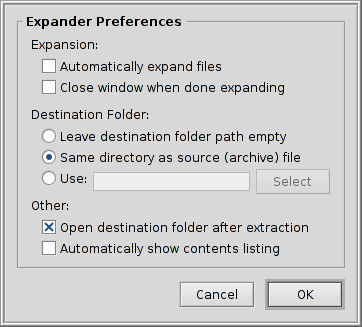 Expander Preferences
Expansion:
Automatically expand files
Close window when done expanding
Destination Folder:
Leave destination folder path empty
Same directory as source (archive) file
Use: Select
Other:
Open destination folder after extraction
Automatically show contents listing
Cancel OK